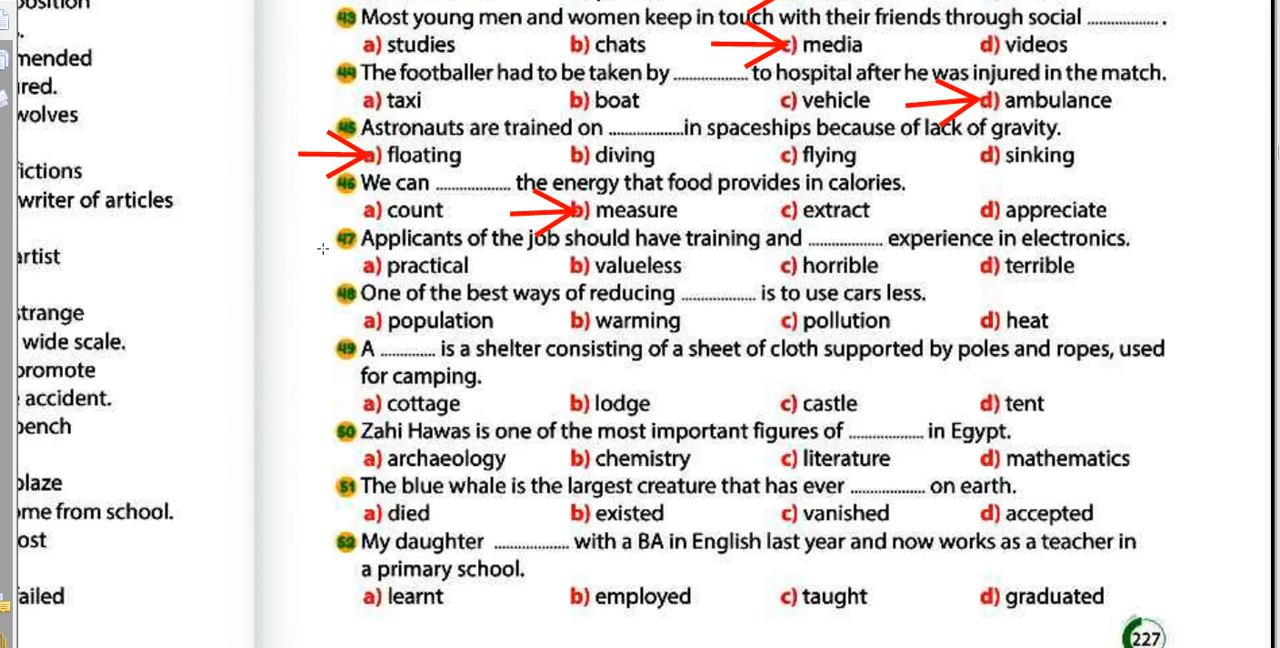 position
43 Most young men and women keep in touch with their friends through social .................. .
a) studies b) chats c) media d) videos
mended
44 The footballer had to be taken by .................. to hospital after he was injured in the match.
red.
a) taxi b) boat c) vehicle d) ambulance
wolves
45 Astronauts are trained on ..................in spaceships because of lack of gravity.
a) floating b) diving c) flying d) sinking
fictions
46 We can .................. the energy that food provides in calories.
writer of articles
a) count b) measure c) extract d) appreciate
47 Applicants of the job should have training and .................. experience in electronics.
artist
a) practical b) valueless c) horrible d) terrible
48 One of the best ways of reducing .................. is to use cars less.
strange
a) population b) warming c) pollution d) heat
wide scale.
49 A ............. is a shelter consisting of a sheet of cloth supported by poles and ropes, used
promote
for camping.
accident.
a) cottage b) lodge c) castle d) tent
bench
50 Zahi Hawas is one of the most important figures of .................. in Egypt.
a) archaeology b) chemistry c) literature d) mathematics
blaze
51 The blue whale is the largest creature that has ever .................. on earth.
ome from school.
a) died b) existed c) vanished d) accepted
ost
52 My daughter .................. with a BA in English last year and now works as a teacher in
a primary school.
failed
a) learnt b) employed c) taught d) graduated
227